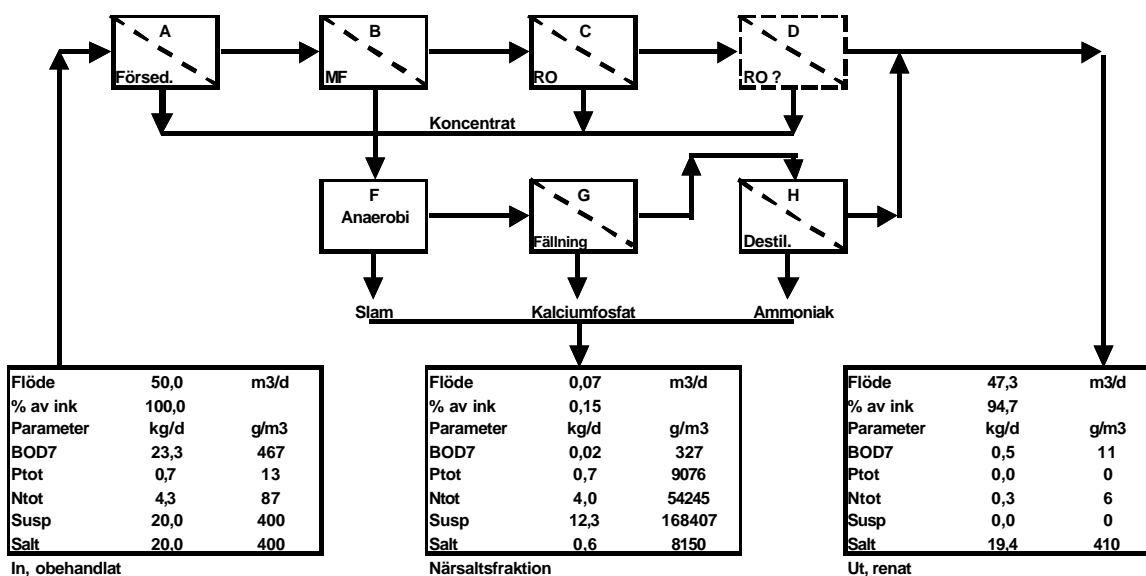 A B C D
Försed. MF RO RO ?
Koncentrat
F G H
Anaerobi
Fällning Destil.
Slam Kalciumfosfat Ammoniak
Flöde 50,0 m3/d
% av ink 100,0
Parameter kg/d g/m3
BOD7 23,3 467
Ptot 0,7 13
Ntot 4,3 87
Susp 20,0 400
Salt 20,0 400
In, obehandlat
Flöde 0,07 m3/d
% av ink 0,15
Parameter kg/d g/m3
BOD7 0,02 327
Ptot 0,7 9076
Ntot 4,0 54245
Susp 12,3 168407
Salt 0,6 8150
Närsaltsfraktion
Flöde 47,3 m3/d
% av ink 94,7
Parameter kg/d g/m3
BOD7 0,5 11
Ptot 0,0 0
Ntot 0,3 6
Susp 0,0 0
Salt 19,4 410
Ut, renat